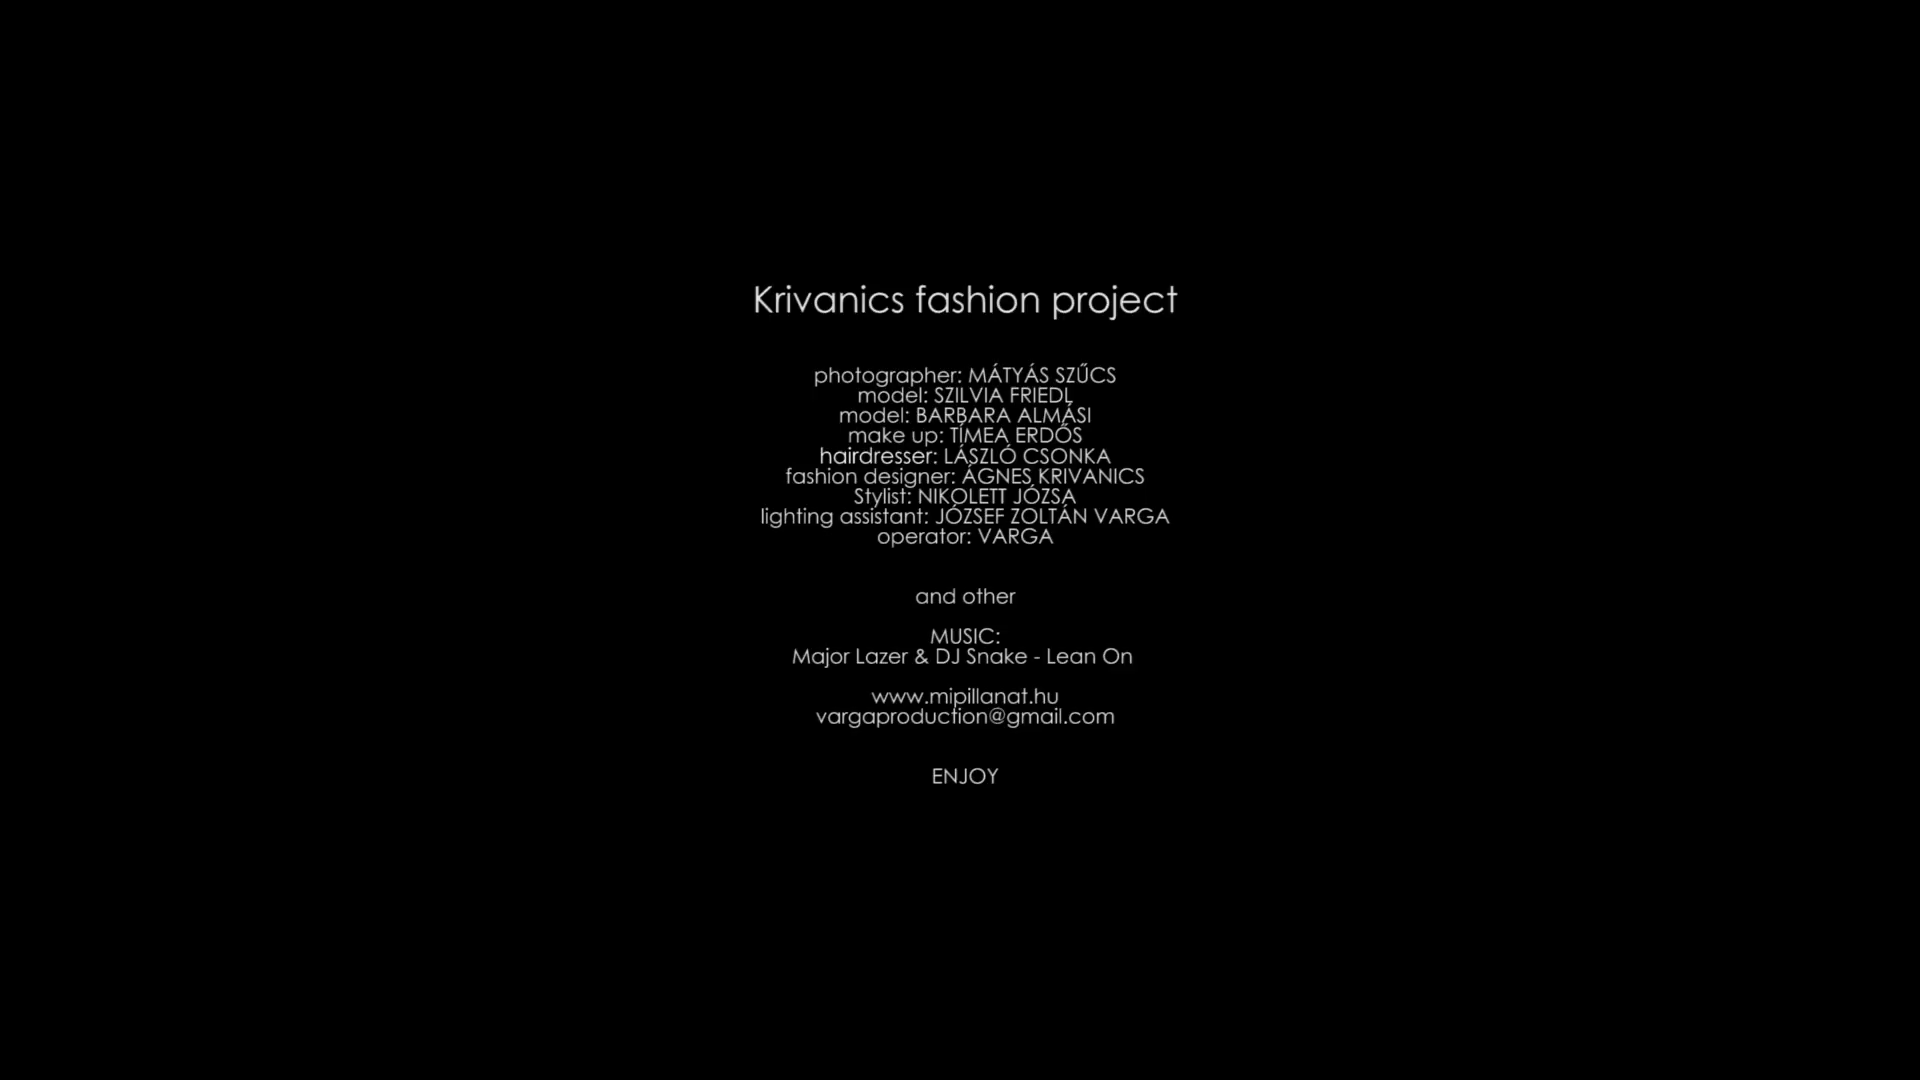 Krivanics fashion project
photographer: MÁTYÁS SZŰCS
model: SZILVIA FRIEDL
model: BARBARA ALMÁSI
make up: TÍMEA ERDŐS
hairdresser: LÁSZLÓ CSONKA
fashion designer: ÁGNES KRIVANICS
Stylist: NIKOLETT JÓZSA
lighting assistant: JÓZSEF ZOLTÁN VARGA
operator: VARGA
and other
MUSIC:
Major Lazer & DJ Snake - Lean On
www.mipillanat.hu
vargaproduction@gmail.com
ENJOY